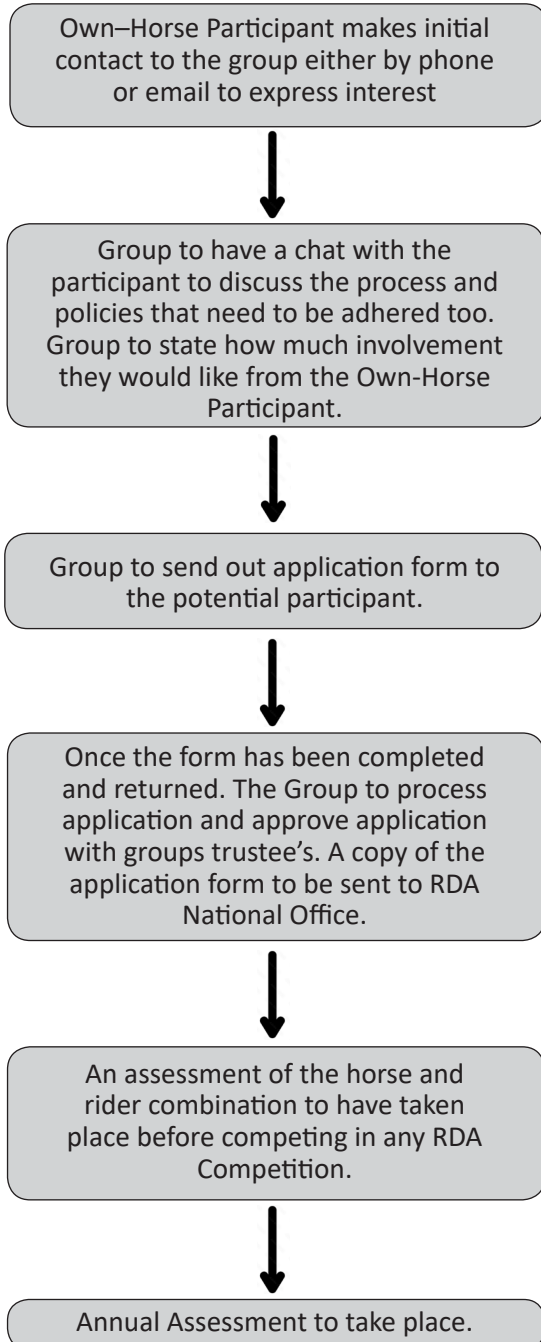 Own–Horse Participant makes initial
contact to the group either by phone
or email to express interest
Group to have a chat with the
participant to discuss the process and
policies that need to be adhered too.
Group to state how much involvement
they would like from the Own-Horse
Participant.
Group to send out application form to
the potential participant.
Once the form has been completed
and returned. The Group to process
application and approve application
with groups trustee’s. A copy of the
application form to be sent to RDA
National Office.
An assessment of the horse and
rider combination to have taken
place before competing in any RDA
Competition.
Annual Assessment to take place.